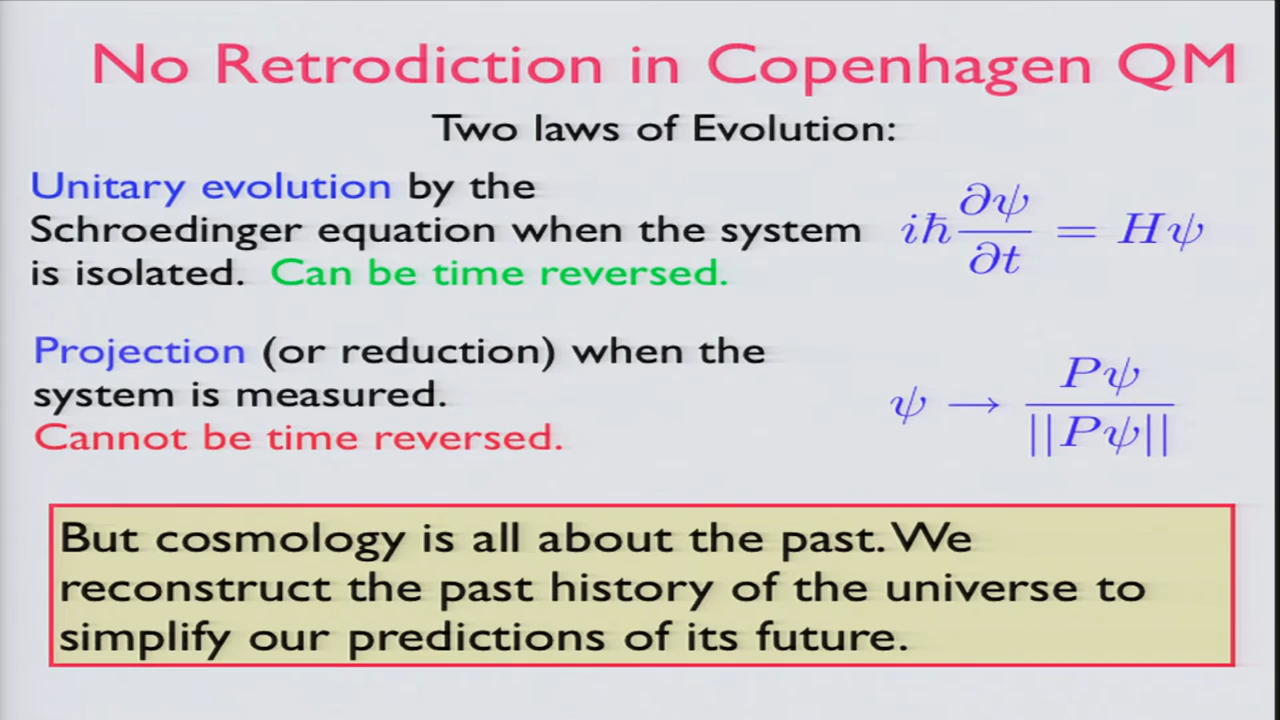 No Retrodiction in Copenhagen QM
Two laws of Evolution:
Unitary evolution by the
Schroedinger equation when the system
is isolated. Can be time reversed.
iℏ ∂ψ/∂t = Hψ
Projection (or reduction) when the
system is measured.
Cannot be time reversed.
ψ → Pψ/||Pψ||
But cosmology is all about the past. We
reconstruct the past history of the universe to
simplify our predictions of its future.